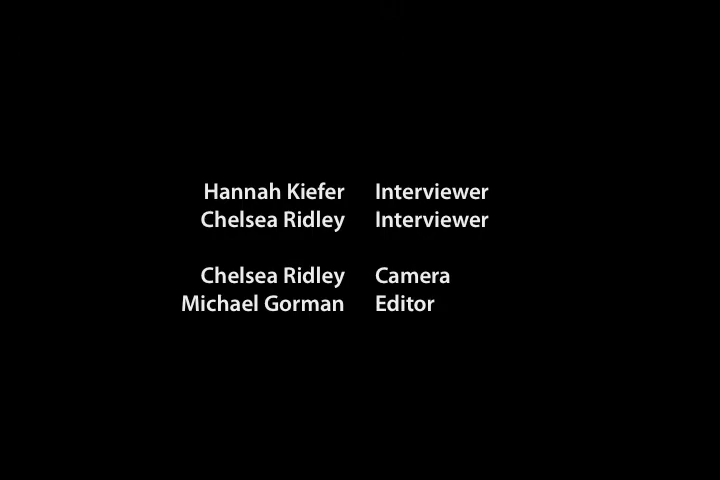 Hannah Kiefer Interviewer
Chelsea Ridley Interviewer
Chelsea Ridley Camera
Michael Gorman Editor